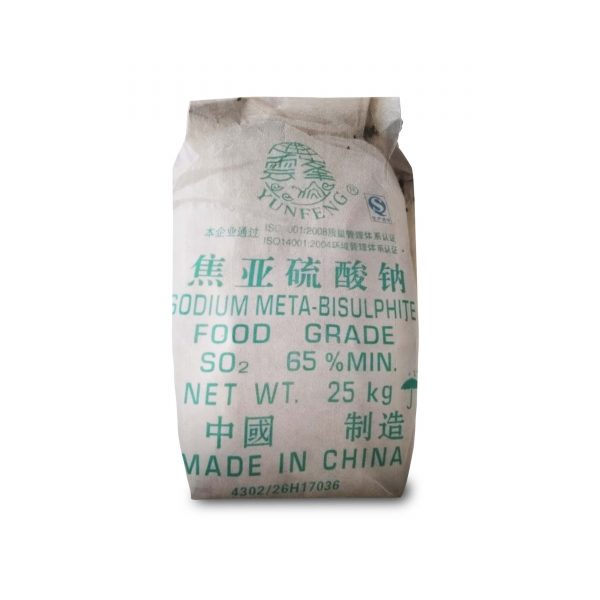 雲峯
YUNFENG®
本企业通过 ISO9001:2008质量管理体系认证
ISO14001:2004环境管理体系认证
焦亚硫酸钠
SODIUM META-BISULPHITE
FOOD GRADE
SO₂ 65 %MIN.
NET WT. 25 kg
中國 制造
MADE IN CHINA
4302/26H17036